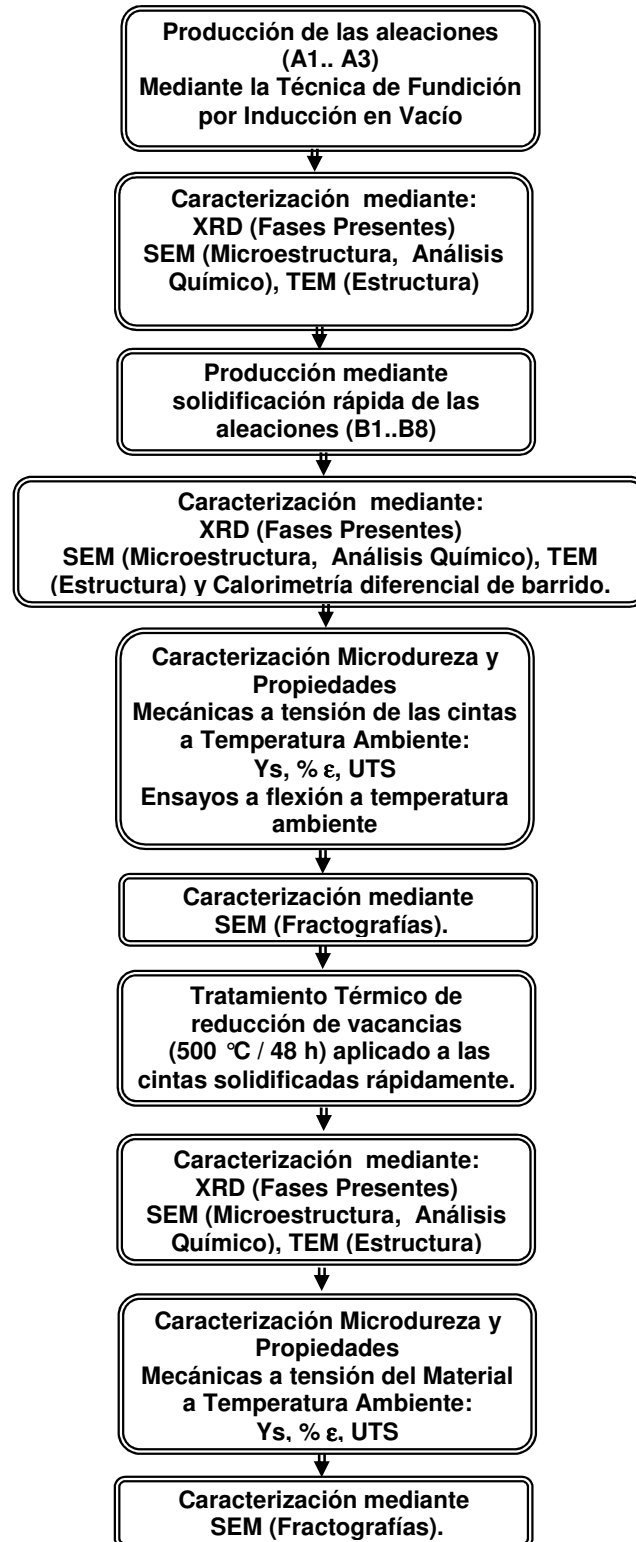 Producción de las aleaciones
(A1.. A3)
Mediante la Técnica de Fundición
por Inducción en Vacío
Caracterización mediante:
XRD (Fases Presentes)
SEM (Microestructura, Análisis
Químico), TEM (Estructura)
Producción mediante
solidificación rápida de las
aleaciones (B1..B8)
Caracterización mediante:
XRD (Fases Presentes)
SEM (Microestructura, Análisis Químico), TEM
(Estructura) y Calorimetría diferencial de barrido.
Caracterización Microdureza y
Propiedades
Mecánicas a tensión de las cintas
a Temperatura Ambiente:
Ys, % ε, UTS
Ensayos a flexión a temperatura
ambiente
Caracterización mediante
SEM (Fractografías).
Tratamiento Térmico de
reducción de vacancias
(500 °C / 48 h) aplicado a las
cintas solidificadas rápidamente.
Caracterización mediante:
XRD (Fases Presentes)
SEM (Microestructura, Análisis
Químico), TEM (Estructura)
Caracterización Microdureza y
Propiedades
Mecánicas a tensión del Material
a Temperatura Ambiente:
Ys, % ε, UTS
Caracterización mediante
SEM (Fractografías).